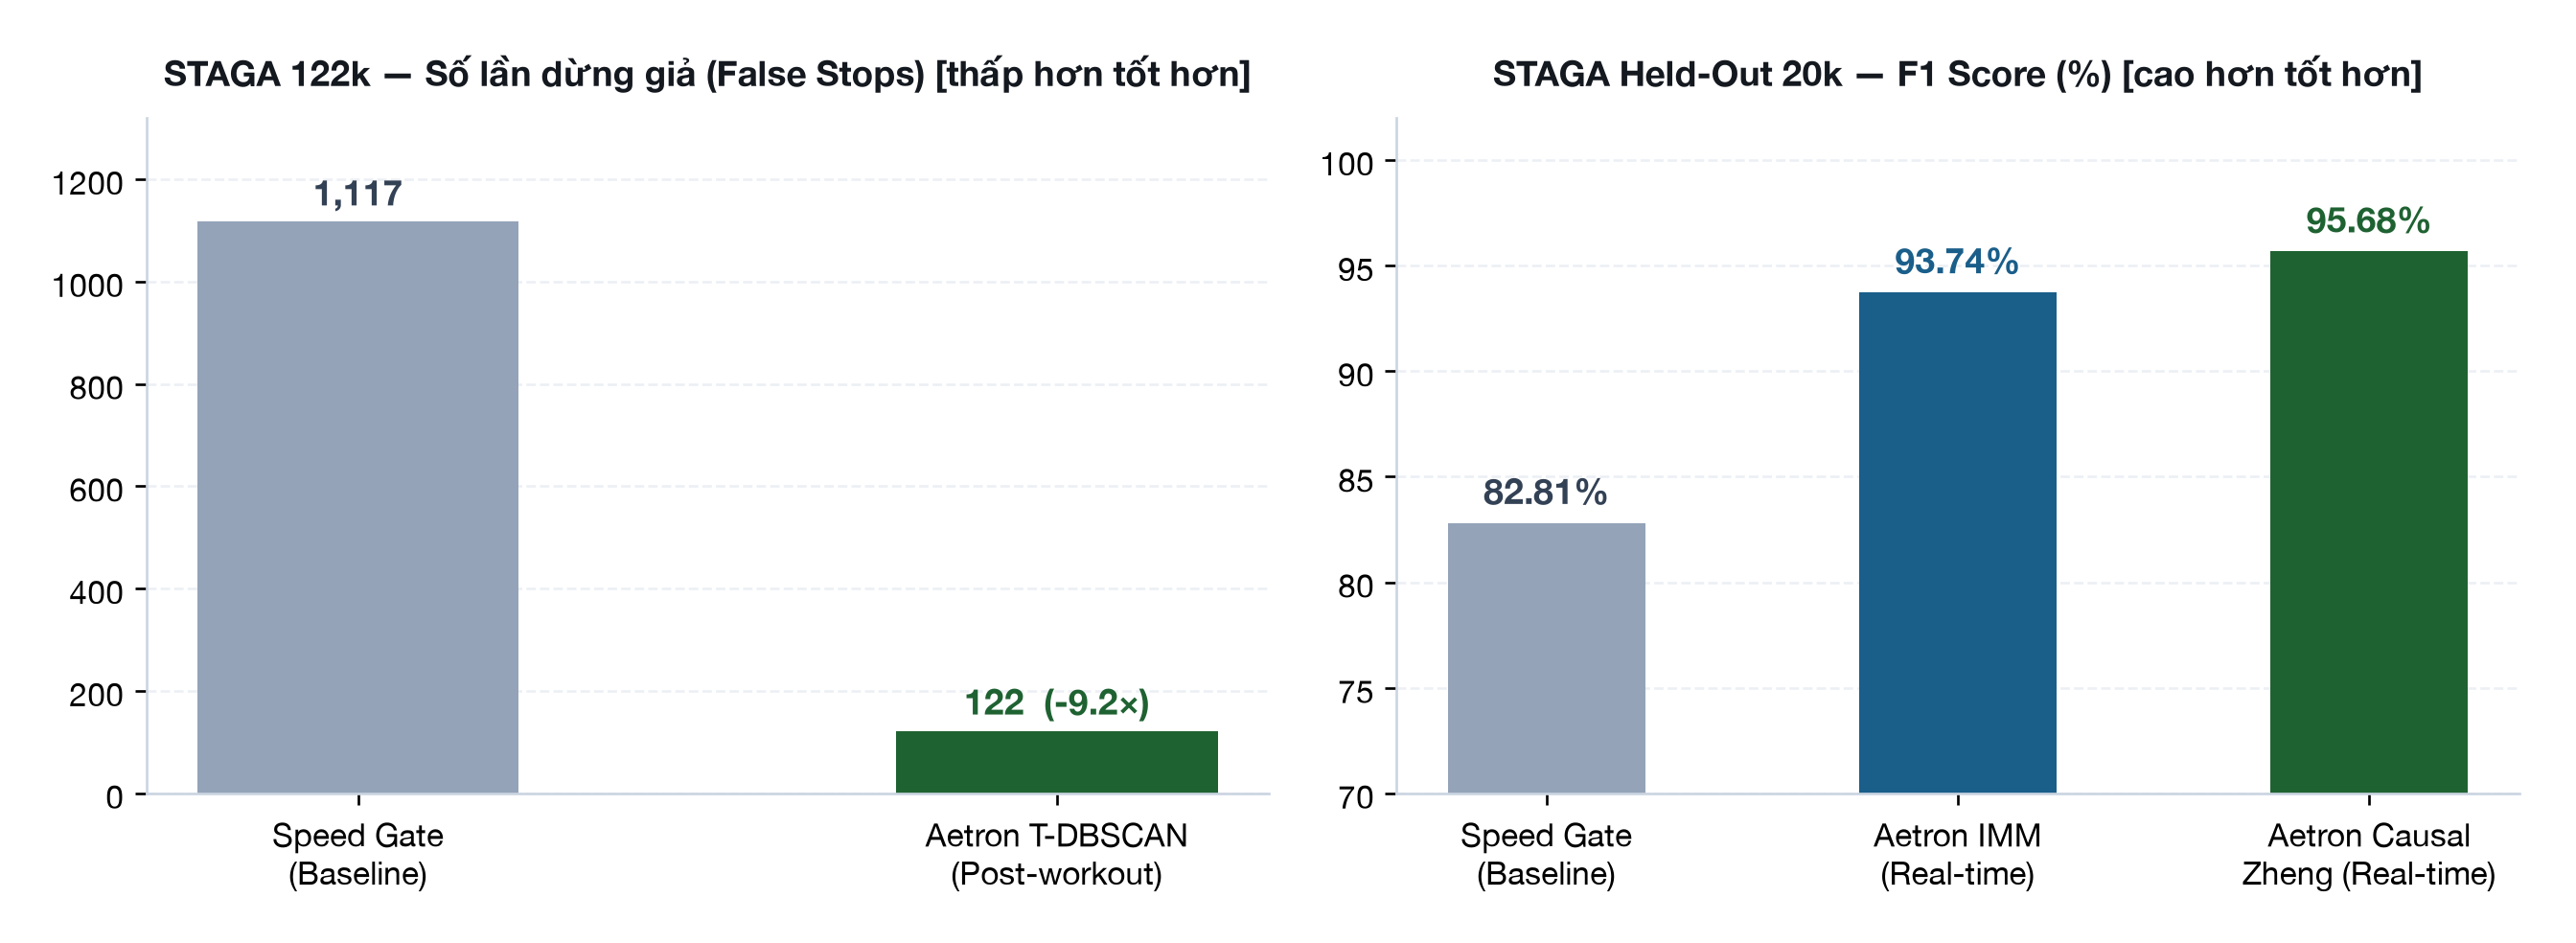 STAGA 122k — Số lần dừng giả (False Stops) [thấp hơn tốt hơn]
1200
1000
800
600
400
200
0
1,117
122 (-9.2×)
Speed Gate
(Baseline)
Aetron T-DBSCAN
(Post-workout)
STAGA Held-Out 20k — F1 Score (%) [cao hơn tốt hơn]
100
95
90
85
80
75
70
82.81%
93.74%
95.68%
Speed Gate
(Baseline)
Aetron IMM
(Real-time)
Aetron Causal
Zheng (Real-time)